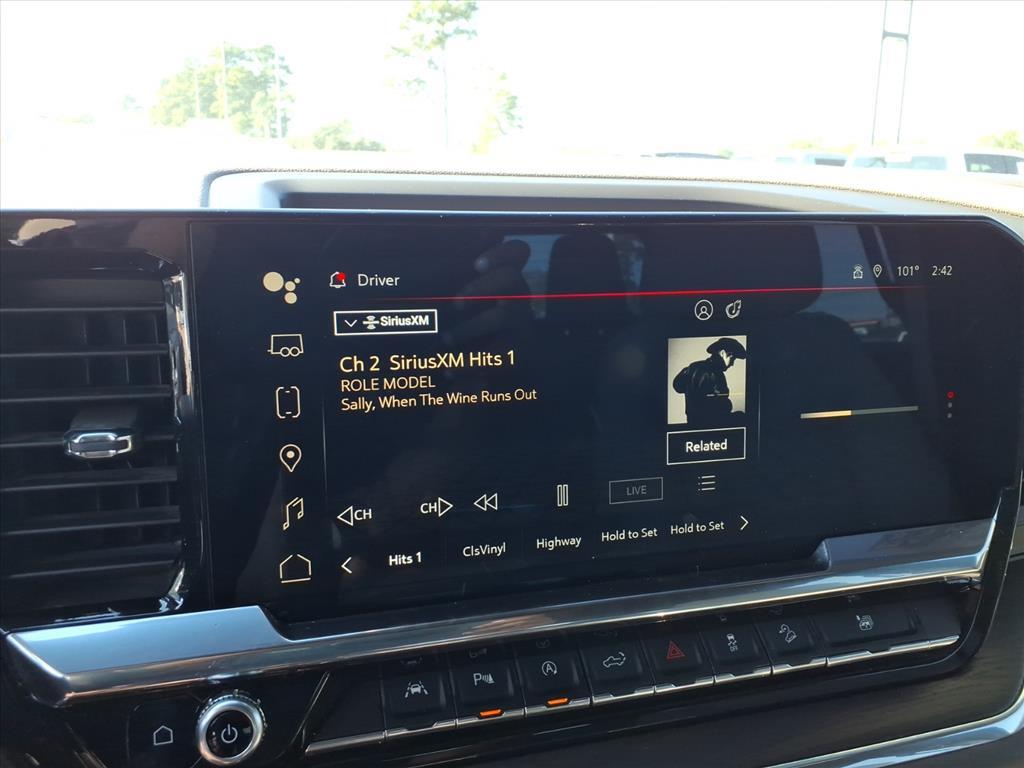 Driver
101° 2:42
SiriusXM
Ch 2 SiriusXM Hits 1
ROLE MODEL
Sally, When The Wine Runs Out
Related
CH
CH
LIVE
Hits 1
ClsVinyl
Highway
Hold to Set
Hold to Set
P
A
OFF